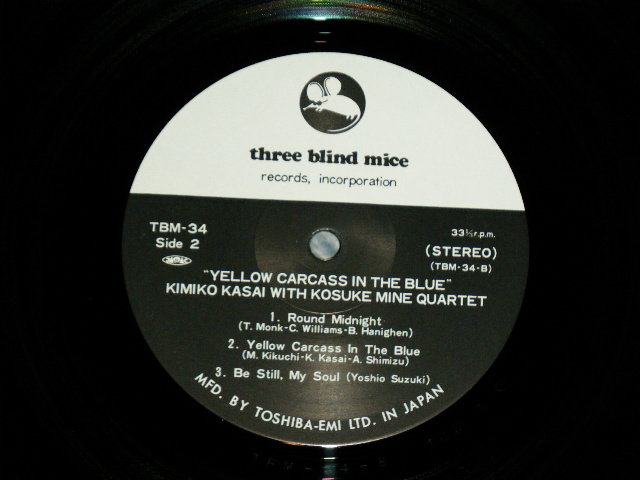 three blind mice
records, incorporation
TBM-34
Side 2
33⅓ r.p.m.
(STEREO)
(TBM-34-B)
"YELLOW CARCASS IN THE BLUE"
KIMIKO KASAI WITH KOSUKE MINE QUARTET
1. Round Midnight
(T. Monk-C. Williams-B. Hanighen)
2. Yellow Carcass In The Blue
(M. Kikuchi-K. Kasai-A. Shimizu)
3. Be Still, My Soul (Yoshio Suzuki)
MFD. BY TOSHIBA-EMI LTD. IN JAPAN